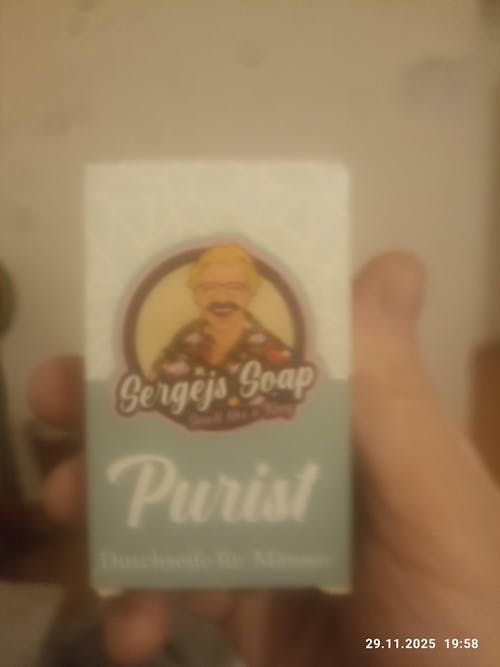 Sergejs Soap
Purist
Duschseife für Männer
29.11.2025 19:58